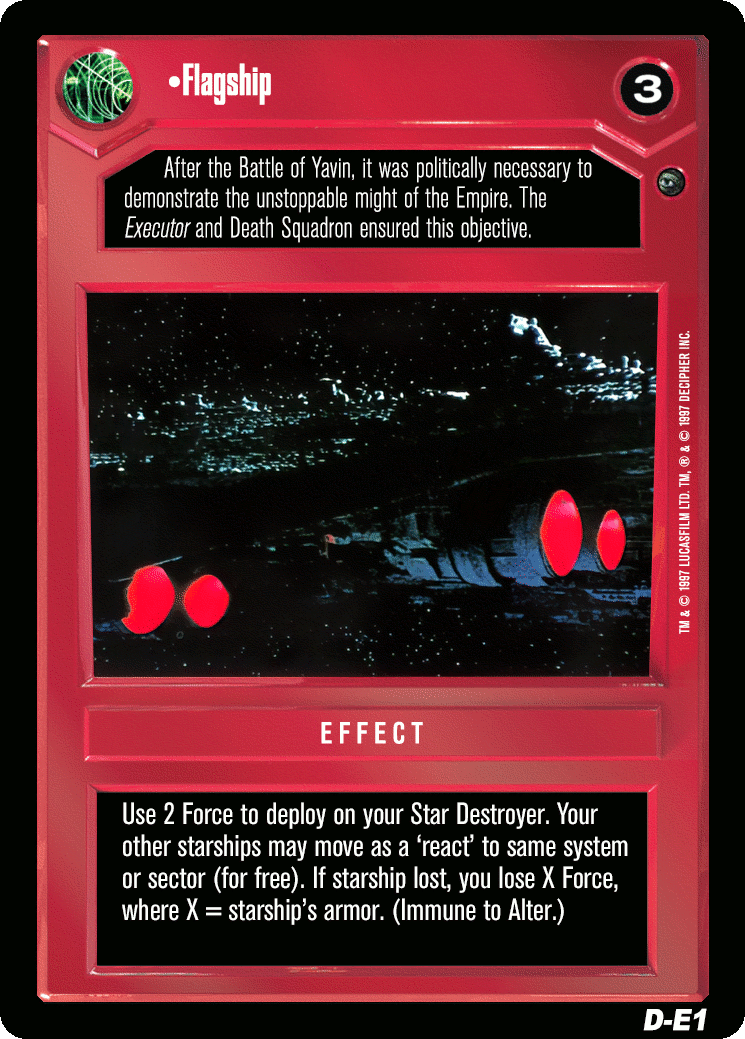 •Flagship
3
After the Battle of Yavin, it was politically necessary to
demonstrate the unstoppable might of the Empire. The
Executor and Death Squadron ensured this objective.
TM & © 1997 LUCASFILM LTD. TM, ® & © 1997 DECIPHER INC.
EFFECT
Use 2 Force to deploy on your Star Destroyer. Your
other starships may move as a ‘react’ to same system
or sector (for free). If starship lost, you lose X Force,
where X = starship’s armor. (Immune to Alter.)
D-E1